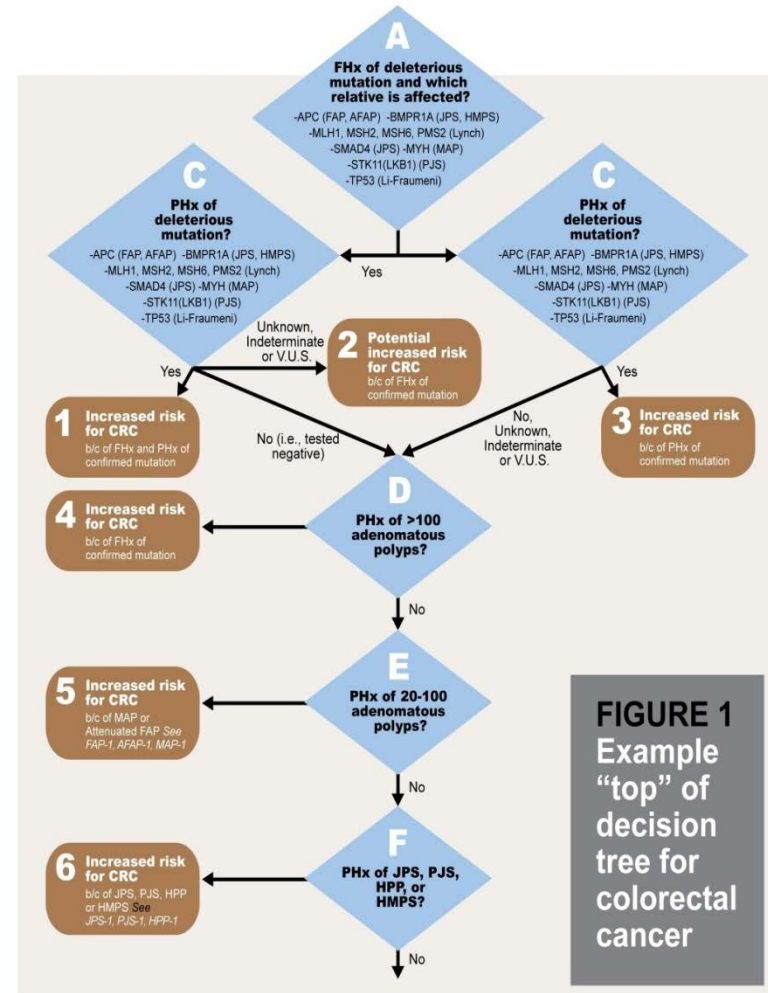 A
FHx of deleterious
mutation and which
relative is affected?
-APC (FAP, AFAP) -BMPR1A (JPS, HMPS)
-MLH1, MSH2, MSH6, PMS2 (Lynch)
-SMAD4 (JPS) -MYH (MAP)
-STK11(LKB1) (PJS)
-TP53 (Li-Fraumeni)
C
PHx of
deleterious
mutation?
-APC (FAP, AFAP) -BMPR1A (JPS, HMPS)
-MLH1, MSH2, MSH6, PMS2 (Lynch)
-SMAD4 (JPS) -MYH (MAP)
-STK11(LKB1) (PJS)
-TP53 (Li-Fraumeni)
Yes
C
PHx of
deleterious
mutation?
-APC (FAP, AFAP) -BMPR1A (JPS, HMPS)
-MLH1, MSH2, MSH6, PMS2 (Lynch)
-SMAD4 (JPS) -MYH (MAP)
-STK11(LKB1) (PJS)
-TP53 (Li-Fraumeni)
Yes
Unknown,
Indeterminate
or V.U.S.
2 Potential
increased risk
for CRC
b/c of FHx of
confirmed mutation
Yes
1 Increased risk
for CRC
b/c of FHx and PHx of
confirmed mutation
No (i.e., tested
negative)
No,
Unknown,
Indeterminate
or V.U.S.
3 Increased risk
for CRC
b/c of PHx of
confirmed mutation
D
PHx of >100
adenomatous
polyps?
4 Increased risk
for CRC
b/c of FHx of
confirmed mutation
No
E
PHx of 20-100
adenomatous
polyps?
5 Increased risk
for CRC
b/c of MAP or
Attenuated FAP See
FAP-1, AFAP-1, MAP-1
No
F
PHx of JPS, PJS,
HPP, or
HMPS?
6 Increased risk
for CRC
b/c of JPS, PJS, HPP
or HMPS See
JPS-1, PJS-1, HPP-1
No
FIGURE 1
Example
“top” of
decision
tree for
colorectal
cancer